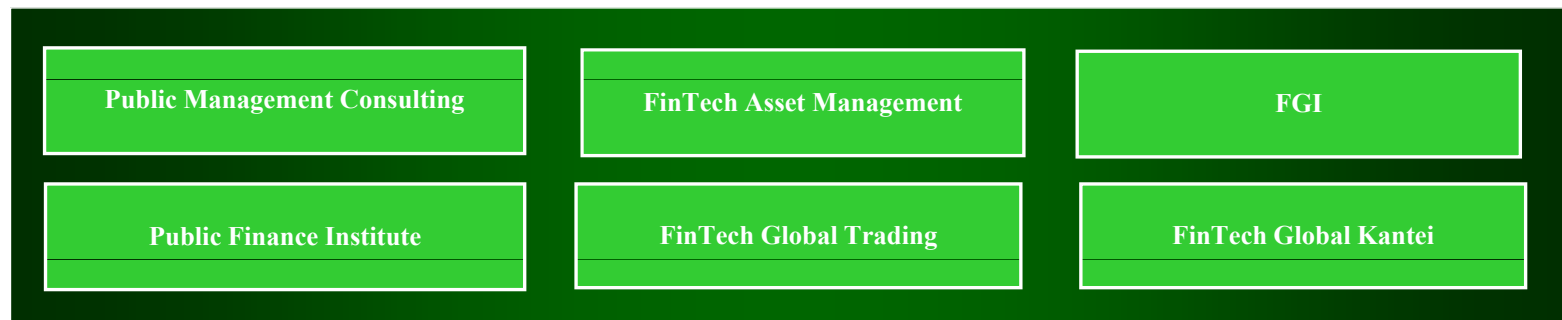 Public Management Consulting
FinTech Asset Management
FGI
Public Finance Institute
FinTech Global Trading
FinTech Global Kantei